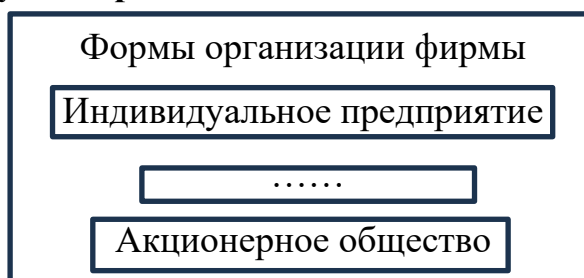 Формы организации фирмы
Индивидуальное предприятие
......
Акционерное общество